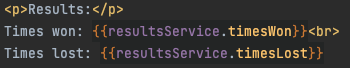 <p>Results:</p>
Times won: {{resultsService.timesWon}}<br>
Times lost: {{resultsService.timesLost}}